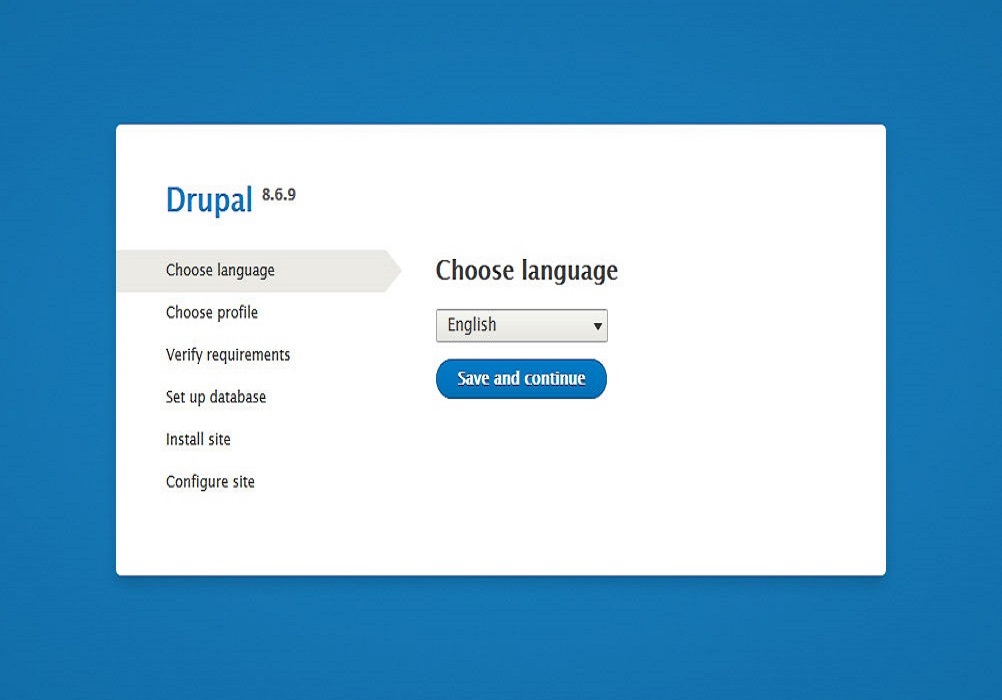 Drupal 8.6.9
Choose language
Choose profile
Verify requirements
Set up database
Install site
Configure site
Choose language
English
Save and continue